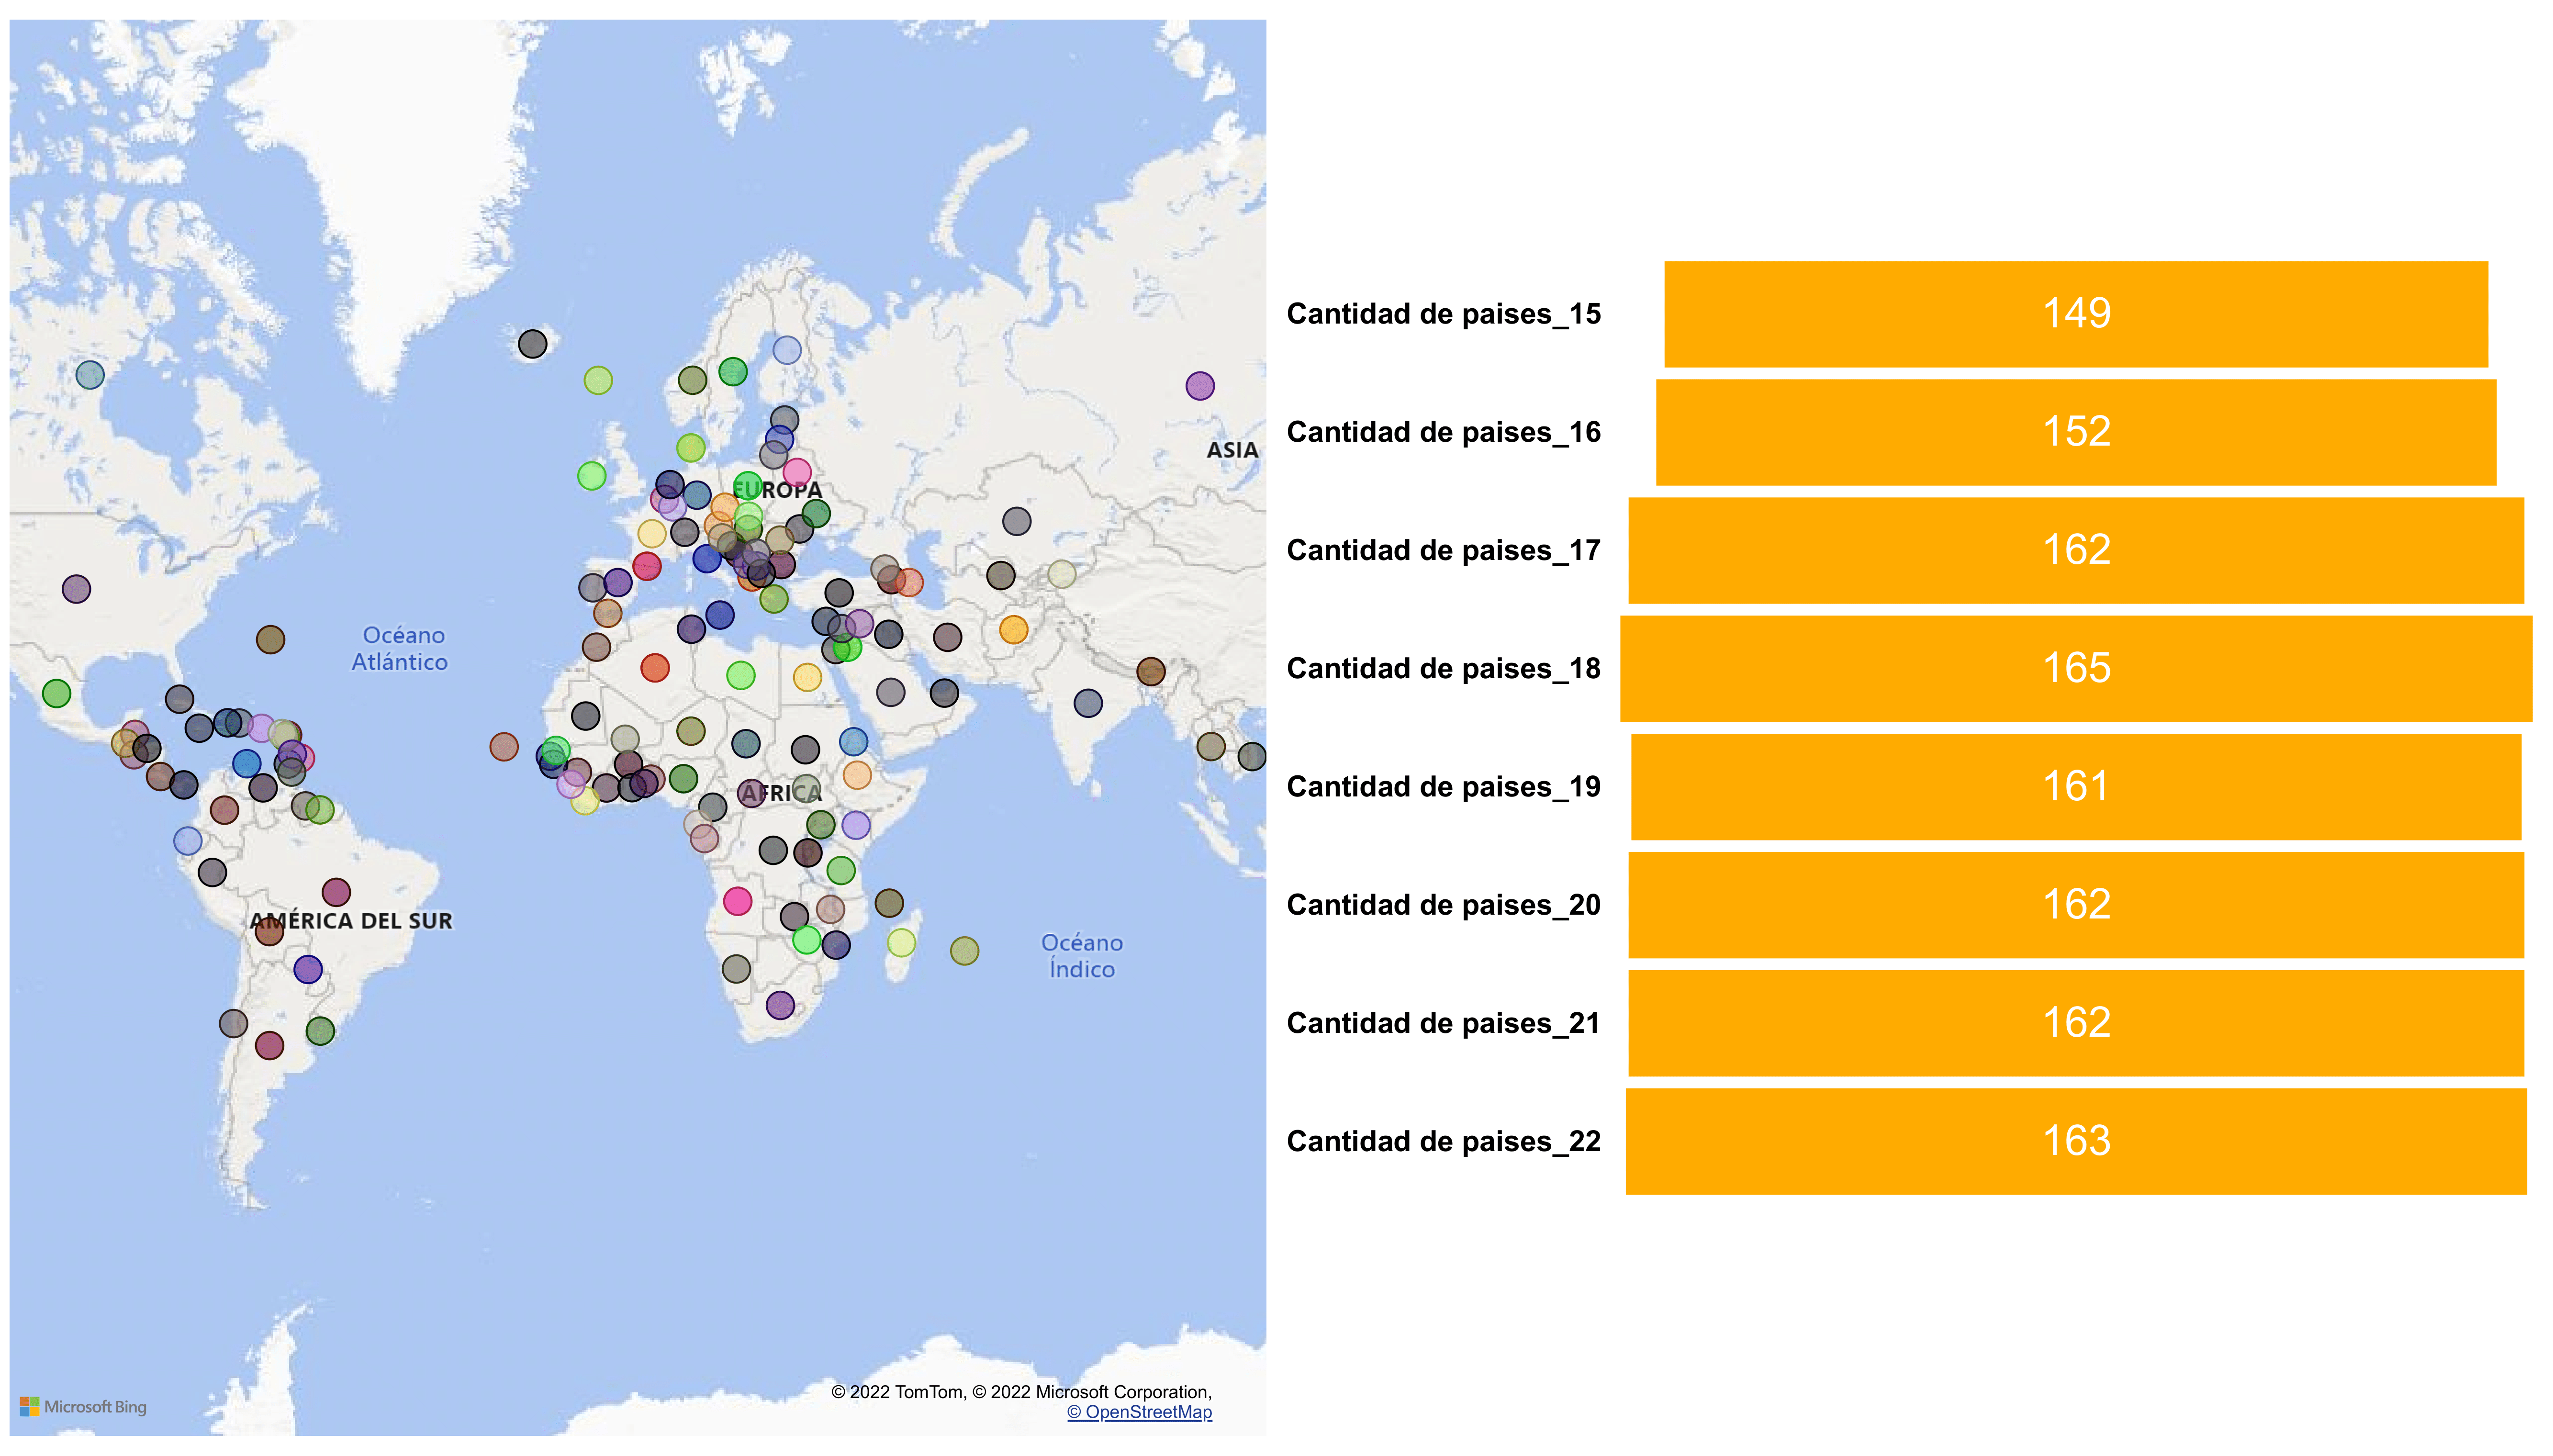 ASIA
EUROPA
Océano
Atlántico
AFRICA
AMÉRICA DEL SUR
Océano
Índico
Microsoft Bing
© 2022 TomTom, © 2022 Microsoft Corporation,
© OpenStreetMap
Cantidad de paises_15 149
Cantidad de paises_16 152
Cantidad de paises_17 162
Cantidad de paises_18 165
Cantidad de paises_19 161
Cantidad de paises_20 162
Cantidad de paises_21 162
Cantidad de paises_22 163